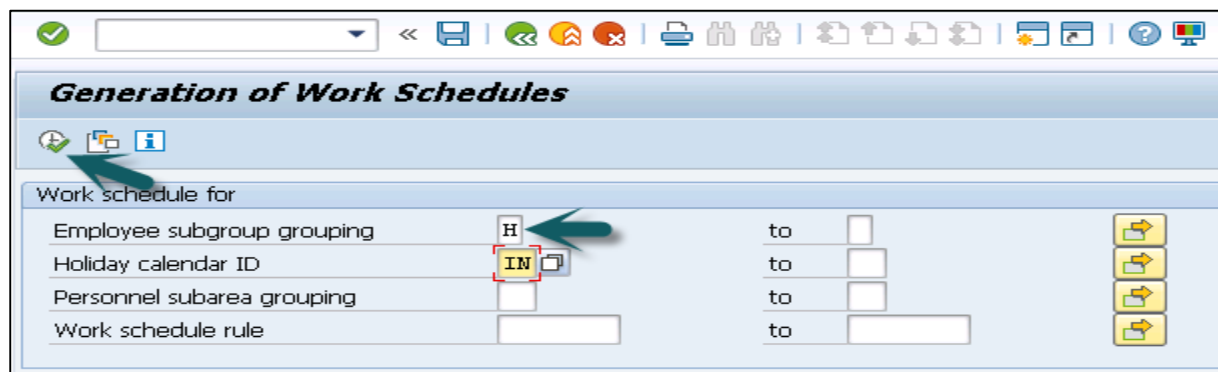 Generation of Work Schedules
Work schedule for
Employee subgroup grouping H to
Holiday calendar ID IN to
Personnel subarea grouping to
Work schedule rule to